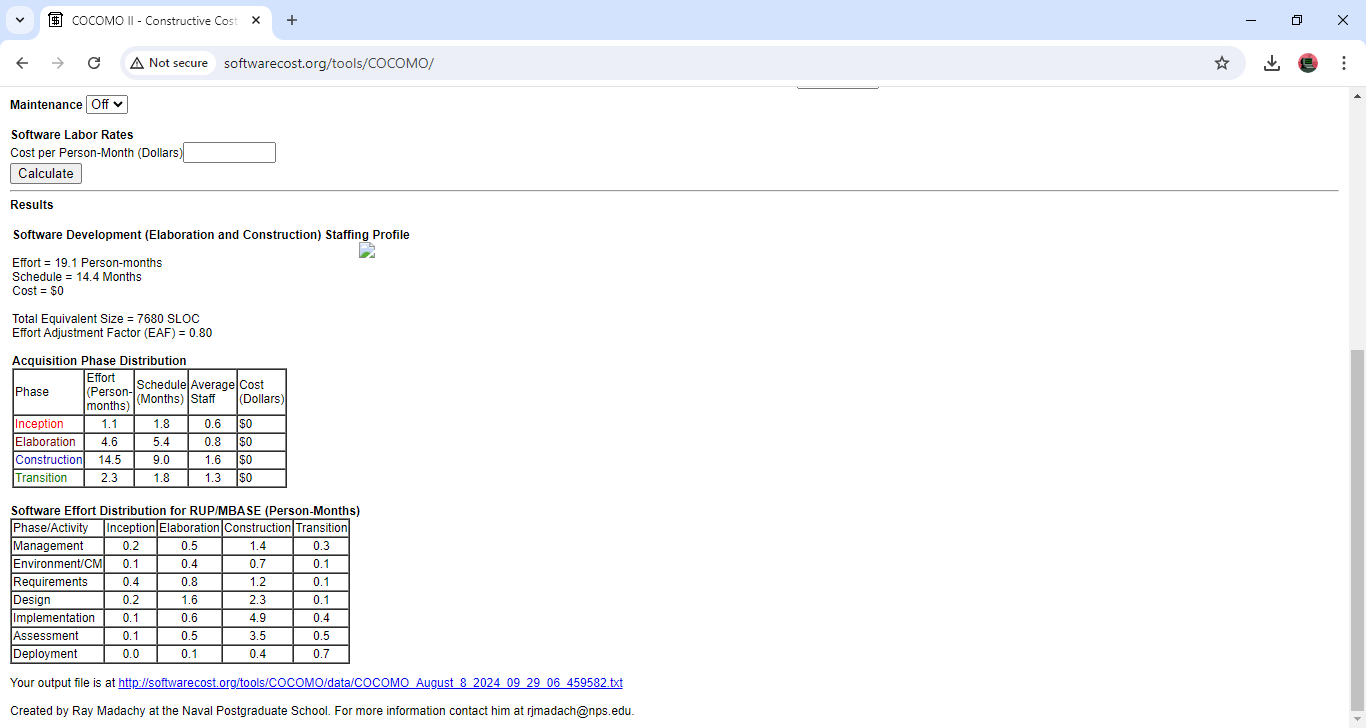 COCOMO II - Constructive Cost
Not secure
softwarecost.org/tools/COCOMO/
Maintenance Off
Software Labor Rates
Cost per Person-Month (Dollars)
Calculate
Results
Software Development (Elaboration and Construction) Staffing Profile
Effort = 19.1 Person-months
Schedule = 14.4 Months
Cost = $0
Total Equivalent Size = 7680 SLOC
Effort Adjustment Factor (EAF) = 0.80
Acquisition Phase Distribution
Phase Effort (Person-months) Schedule (Months) Average Staff Cost (Dollars)
Inception 1.1 1.8 0.6 $0
Elaboration 4.6 5.4 0.8 $0
Construction 14.5 9.0 1.6 $0
Transition 2.3 1.8 1.3 $0
Software Effort Distribution for RUP/MBASE (Person-Months)
Phase/Activity Inception Elaboration Construction Transition
Management 0.2 0.5 1.4 0.3
Environment/CM 0.1 0.4 0.7 0.1
Requirements 0.4 0.8 1.2 0.1
Design 0.2 1.6 2.3 0.1
Implementation 0.1 0.6 4.9 0.4
Assessment 0.1 0.5 3.5 0.5
Deployment 0.0 0.1 0.4 0.7
Your output file is at http://softwarecost.org/tools/COCOMO/data/COCOMO_August_8_2024_09_29_06_459582.txt
Created by Ray Madachy at the Naval Postgraduate School. For more information contact him at rjmadach@nps.edu.